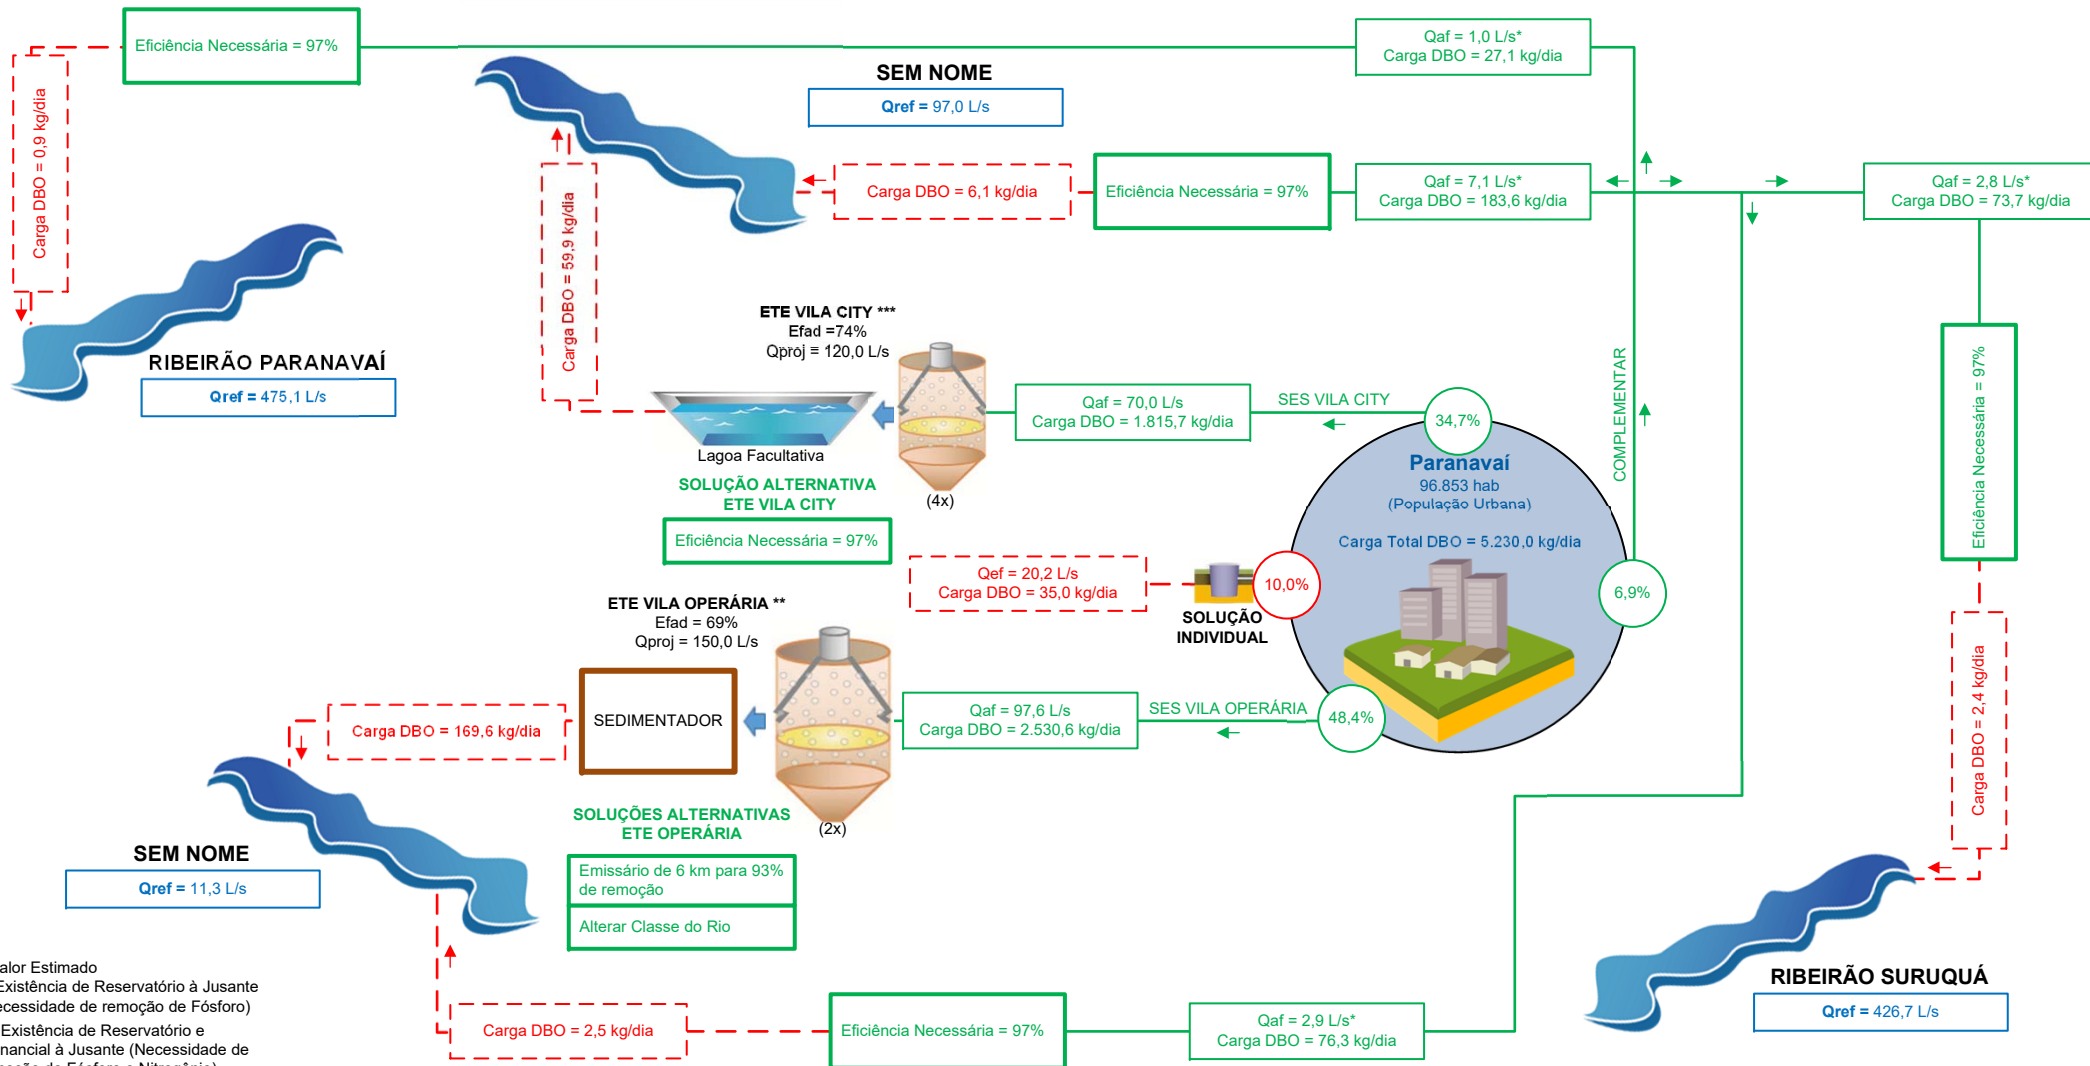 Eficiência Necessária = 97%
Qaf = 1,0 L/s*
Carga DBO = 27,1 kg/dia
Carga DBO = 0,9 kg/dia
SEM NOME
Qref = 97,0 L/s
Carga DBO = 59,9 kg/dia
Carga DBO = 6,1 kg/dia
Eficiência Necessária = 97%
Qaf = 7,1 L/s*
Carga DBO = 183,6 kg/dia
Qaf = 2,8 L/s*
Carga DBO = 73,7 kg/dia
RIBEIRÃO PARANAVAÍ
Qref = 475,1 L/s
ETE VILA CITY ***
Efad =74%
Qproj = 120,0 L/s
Lagoa Facultativa
(4x)
Qaf = 70,0 L/s
Carga DBO = 1.815,7 kg/dia
SES VILA CITY
34,7%
COMPLEMENTAR
Eficiência Necessária = 97%
SOLUÇÃO ALTERNATIVA
ETE VILA CITY
Eficiência Necessária = 97%
Paranavaí
96.853 hab
(População Urbana)
Carga Total DBO = 5.230,0 kg/dia
Qef = 20,2 L/s
Carga DBO = 35,0 kg/dia
SOLUÇÃO
INDIVIDUAL
10,0%
6,9%
ETE VILA OPERÁRIA **
Efad = 69%
Qproj = 150,0 L/s
Carga DBO = 169,6 kg/dia
SEDIMENTADOR
(2x)
Qaf = 97,6 L/s
Carga DBO = 2.530,6 kg/dia
SES VILA OPERÁRIA
48,4%
Carga DBO = 2,4 kg/dia
SOLUÇÕES ALTERNATIVAS
ETE OPERÁRIA
Emissário de 6 km para 93%
de remoção
Alterar Classe do Rio
SEM NOME
Qref = 11,3 L/s
RIBEIRÃO SURUQUÁ
Qref = 426,7 L/s
alor Estimado
Existência de Reservatório à Jusante
ecessidade de remoção de Fósforo)
Existência de Reservatório e
nancial à Jusante (Necessidade de
Carga DBO = 2,5 kg/dia
Eficiência Necessária = 97%
Qaf = 2,9 L/s*
Carga DBO = 76,3 kg/dia